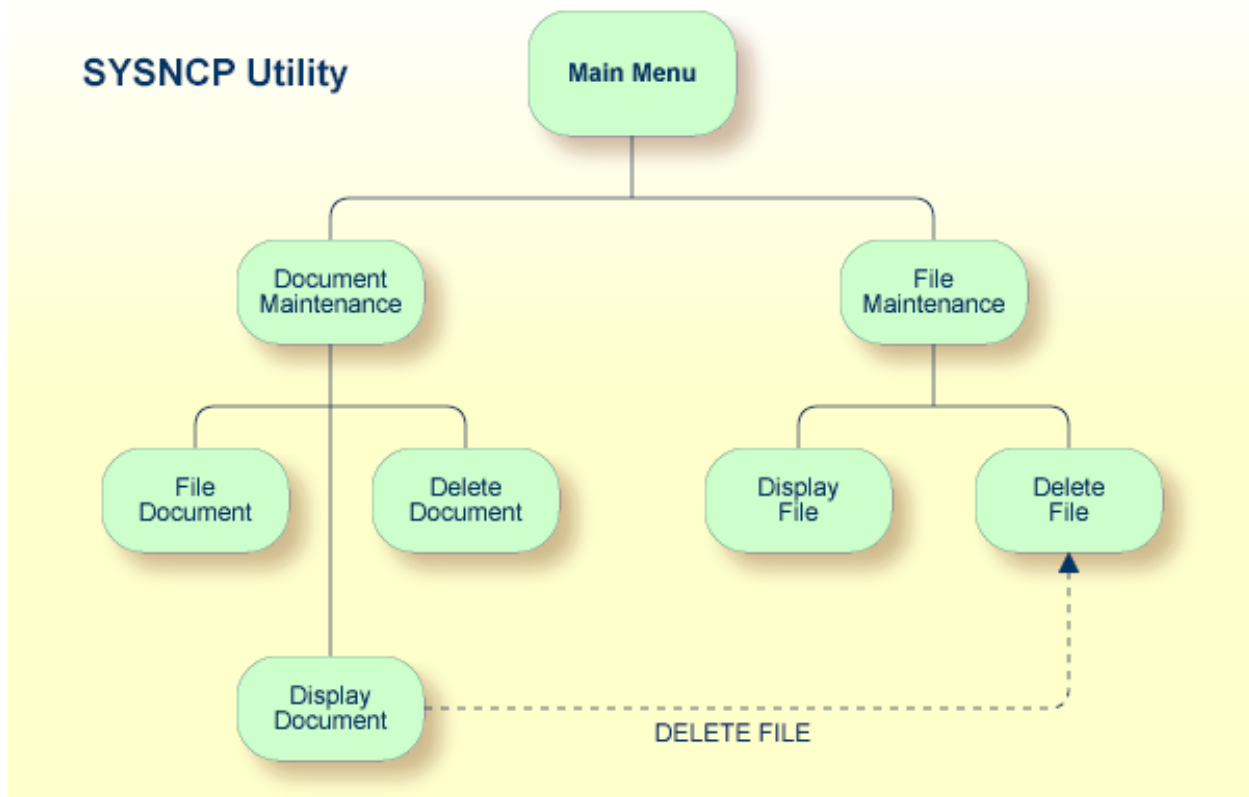 SYSNCP Utility
Main Menu
Document
Maintenance
File
Maintenance
File
Document
Delete
Document
Display
File
Delete
File
Display
Document
DELETE FILE